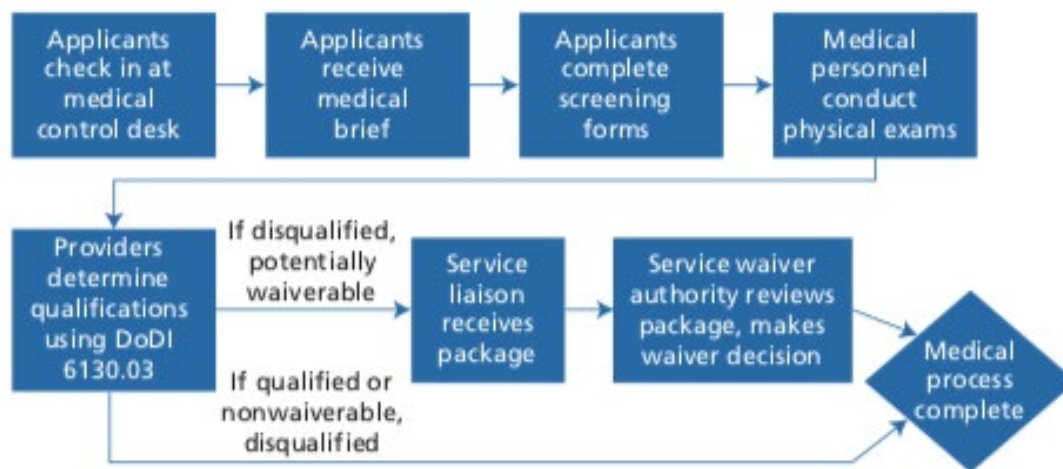 Applicants
check in at
medical
control desk
Applicants
receive
medical
brief
Applicants
complete
screening
forms
Medical
personnel
conduct
physical exams
Providers
determine
qualifications
using DoDI
6130.03
If disqualified,
potentially
waiverable
Service
liaison
receives
package
Service waiver
authority reviews
package, makes
waiver decision
If qualified or
nonwaiverable,
disqualified
Medical
process
complete